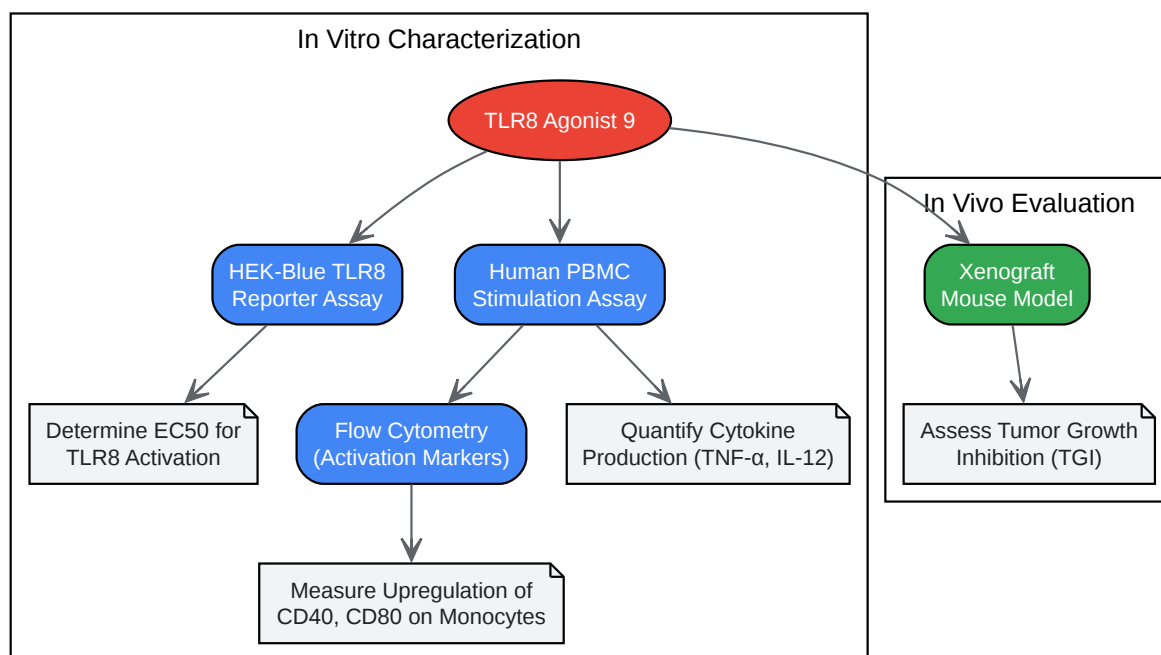 In Vitro Characterization
TLR8 Agonist 9
In Vivo Evaluation
HEK-Blue TLR8
Reporter Assay
Human PBMC
Stimulation Assay
Xenograft
Mouse Model
Determine EC50 for
TLR8 Activation
Flow Cytometry
(Activation Markers)
Quantify Cytokine
Production (TNF-α, IL-12)
Assess Tumor Growth
Inhibition (TGI)
Measure Upregulation of
CD40, CD80 on Monocytes